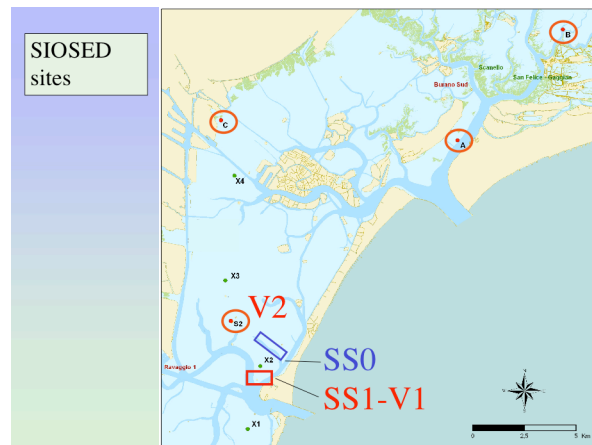 SIOSED
sites
B
Scanello
San Felice - Gaggian
Burano Sud
C
A
X4
X3
V2
S2
SS0
X2
Ravaggio 1
SS1-V1
X1
0
2,5
5 Km